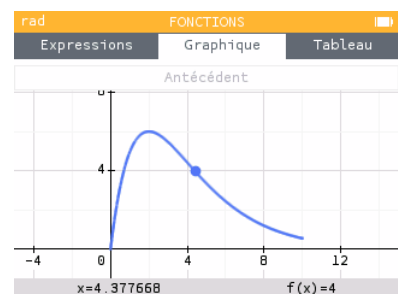 rad FONCTIONS
Expressions Graphique Tableau
Antécédent
8
4
-4 0 4 8 12
x=4.377668 f(x)=4